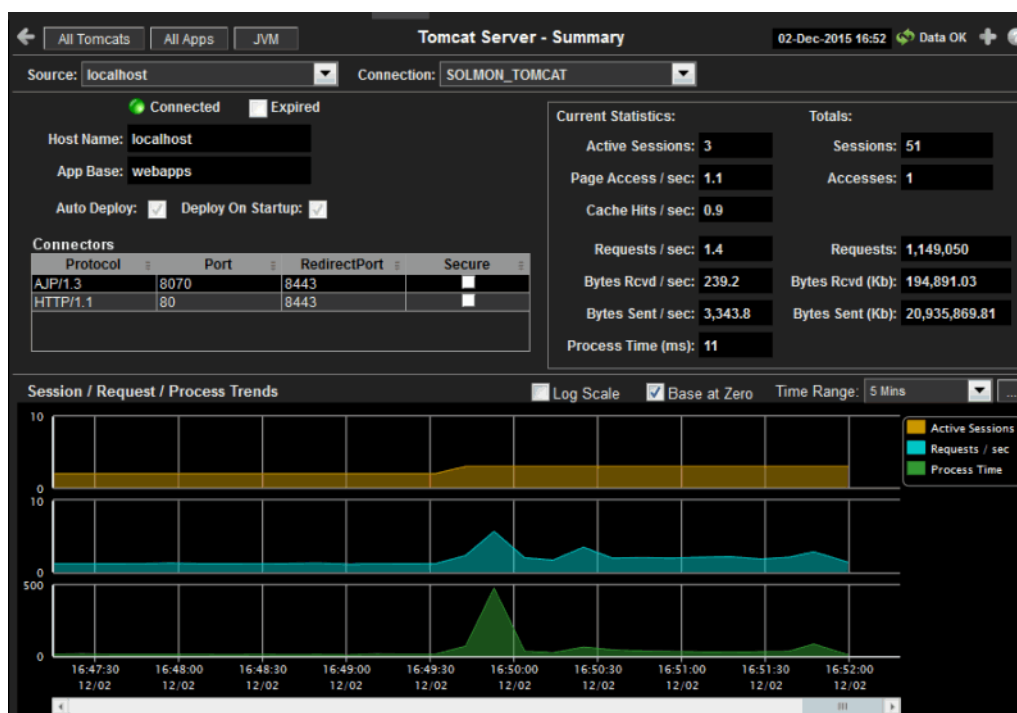 All Tomcats All Apps JVM Tomcat Server - Summary 02-Dec-2015 16:52 Data OK
Source: localhost Connection: SOLMON_TOMCAT
Connected Expired
Host Name: localhost
App Base: webapps
Auto Deploy: Deploy On Startup:
Connectors
Protocol Port RedirectPort Secure
AJP/1.3 8070 8443
HTTP/1.1 80 8443
Current Statistics: Totals:
Active Sessions: 3 Sessions: 51
Page Access / sec: 1.1 Accesses: 1
Cache Hits / sec: 0.9
Requests / sec: 1.4 Requests: 1,149,050
Bytes Rcvd / sec: 239.2 Bytes Rcvd (Kb): 194,891.03
Bytes Sent / sec: 3,343.8 Bytes Sent (Kb): 20,935,869.81
Process Time (ms): 11
Session / Request / Process Trends Log Scale Base at Zero Time Range: 5 Mins ...
10
0
10
0
500
0
Active Sessions
Requests / sec
Process Time
16:47:30 16:48:00 16:48:30 16:49:00 16:49:30 16:50:00 16:50:30 16:51:00 16:51:30 16:52:00
12/02 12/02 12/02 12/02 12/02 12/02 12/02 12/02 12/02 12/02